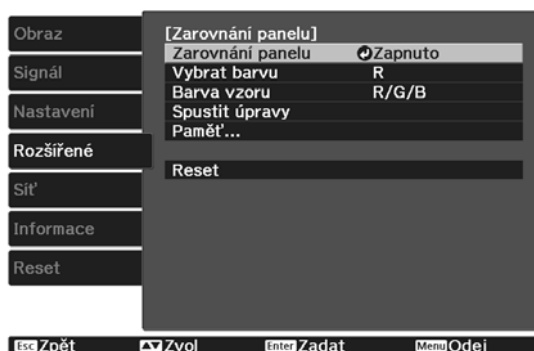 Obraz
Signál
Nastavení
Rozšířené
Síť
Informace
Reset
[Zarovnání panelu]
Zarovnání panelu Zapnuto
Vybrat barvu R
Barva vzoru R/G/B
Spustit úpravy
Paměť...
Reset
Esc Zpět Zvol Enter Zadat Menu Odej